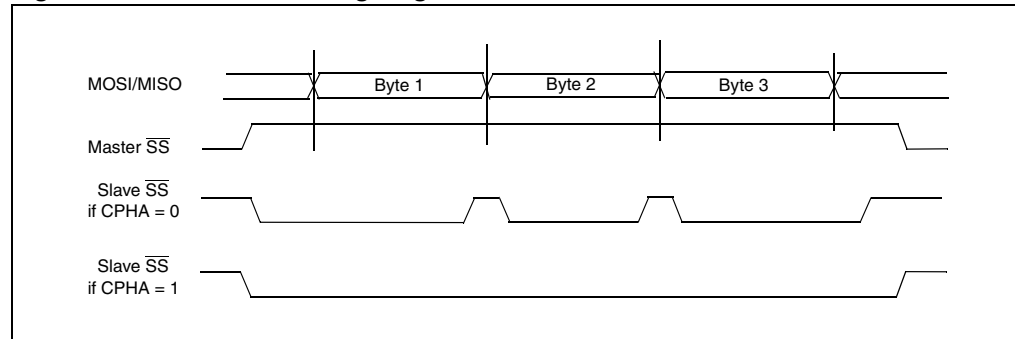 MOSI/MISO
Byte 1
Byte 2
Byte 3
Master SS
Slave SS
if CPHA = 0
Slave SS
if CPHA = 1